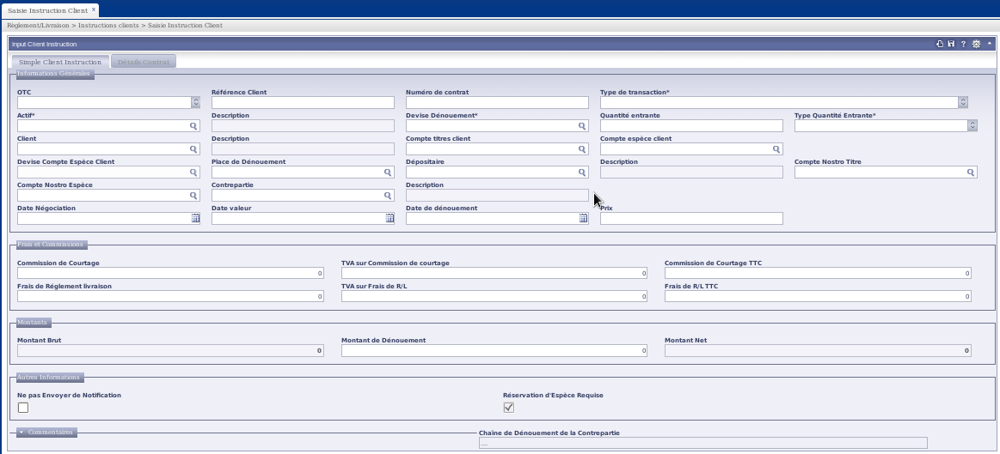 Saisie Instruction Client x
Règlement/Livraison > Instructions clients > Saisie Instruction Client
Input Client Instruction ?
Simple Client Instruction Détails Contrat
Informations Générales
OTC Référence Client Numéro de contrat Type de transaction*
Actif* Description Devise Dénouement* Quantité entrante Type Quantité Entrante*
Client Description Compte titres client Compte espèce client
Devise Compte Espèce Client Place de Dénouement Dépositaire Description Compte Nostro Titre
Compte Nostro Espèce Contrepartie Description
Date Négociation Date valeur Date de dénouement Prix
Frais et Commissions
Commission de Courtage TVA sur Commission de courtage Commission de Courtage TTC
0 0 0
Frais de Réglement livraison TVA sur Frais de R/L Frais de R/L TTC
0 0 0
Montants
Montant Brut Montant de Dénouement Montant Net
0 0 0
Autres Informations
Ne pas Envoyer de Notification Réservation d'Espèce Requise
Commentaires Chaîne de Dénouement de la Contrepartie
...